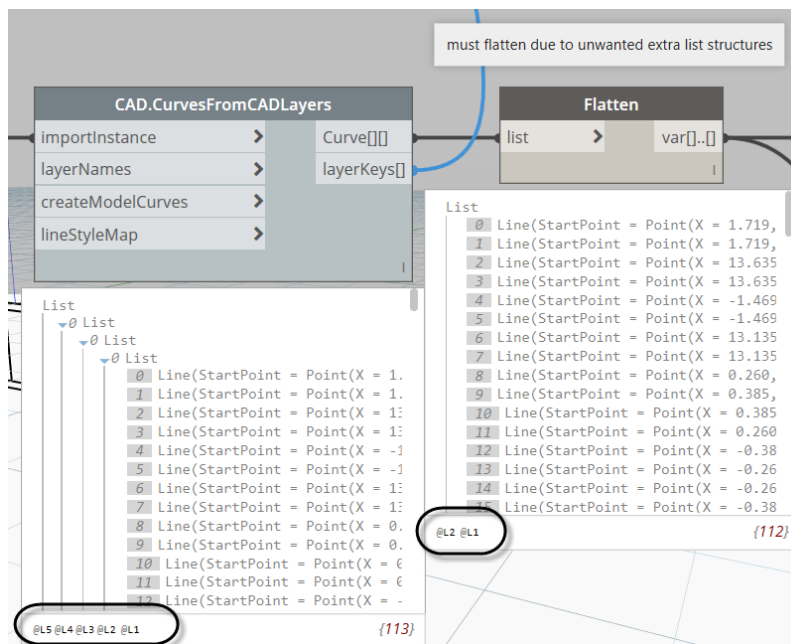 must flatten due to unwanted extra list structures
CAD.CurvesFromCADLayers
importInstance > Curve[][]
layerNames > layerKeys[]
createModelCurves >
lineStyleMap >
Flatten
list > var[]..[]
List
0 List
0 List
0 List
0 Line(StartPoint = Point(X = 1.
1 Line(StartPoint = Point(X = 1.
2 Line(StartPoint = Point(X = 13
3 Line(StartPoint = Point(X = 13
4 Line(StartPoint = Point(X = -1
5 Line(StartPoint = Point(X = -1
6 Line(StartPoint = Point(X = 13
7 Line(StartPoint = Point(X = 13
8 Line(StartPoint = Point(X = 0.
9 Line(StartPoint = Point(X = 0.
10 Line(StartPoint = Point(X = 0
11 Line(StartPoint = Point(X = 0
12 Line(StartPoint = Point(X = -
@L5 @L4 @L3 @L2 @L1 {113}
List
0 Line(StartPoint = Point(X = 1.719,
1 Line(StartPoint = Point(X = 1.719,
2 Line(StartPoint = Point(X = 13.635
3 Line(StartPoint = Point(X = 13.635
4 Line(StartPoint = Point(X = -1.469
5 Line(StartPoint = Point(X = -1.469
6 Line(StartPoint = Point(X = 13.135
7 Line(StartPoint = Point(X = 13.135
8 Line(StartPoint = Point(X = 0.260,
9 Line(StartPoint = Point(X = 0.385,
10 Line(StartPoint = Point(X = 0.385
11 Line(StartPoint = Point(X = 0.260
12 Line(StartPoint = Point(X = -0.38
13 Line(StartPoint = Point(X = -0.26
14 Line(StartPoint = Point(X = -0.26
15 Line(StartPoint = Point(X = -0.38
@L2 @L1 {112}